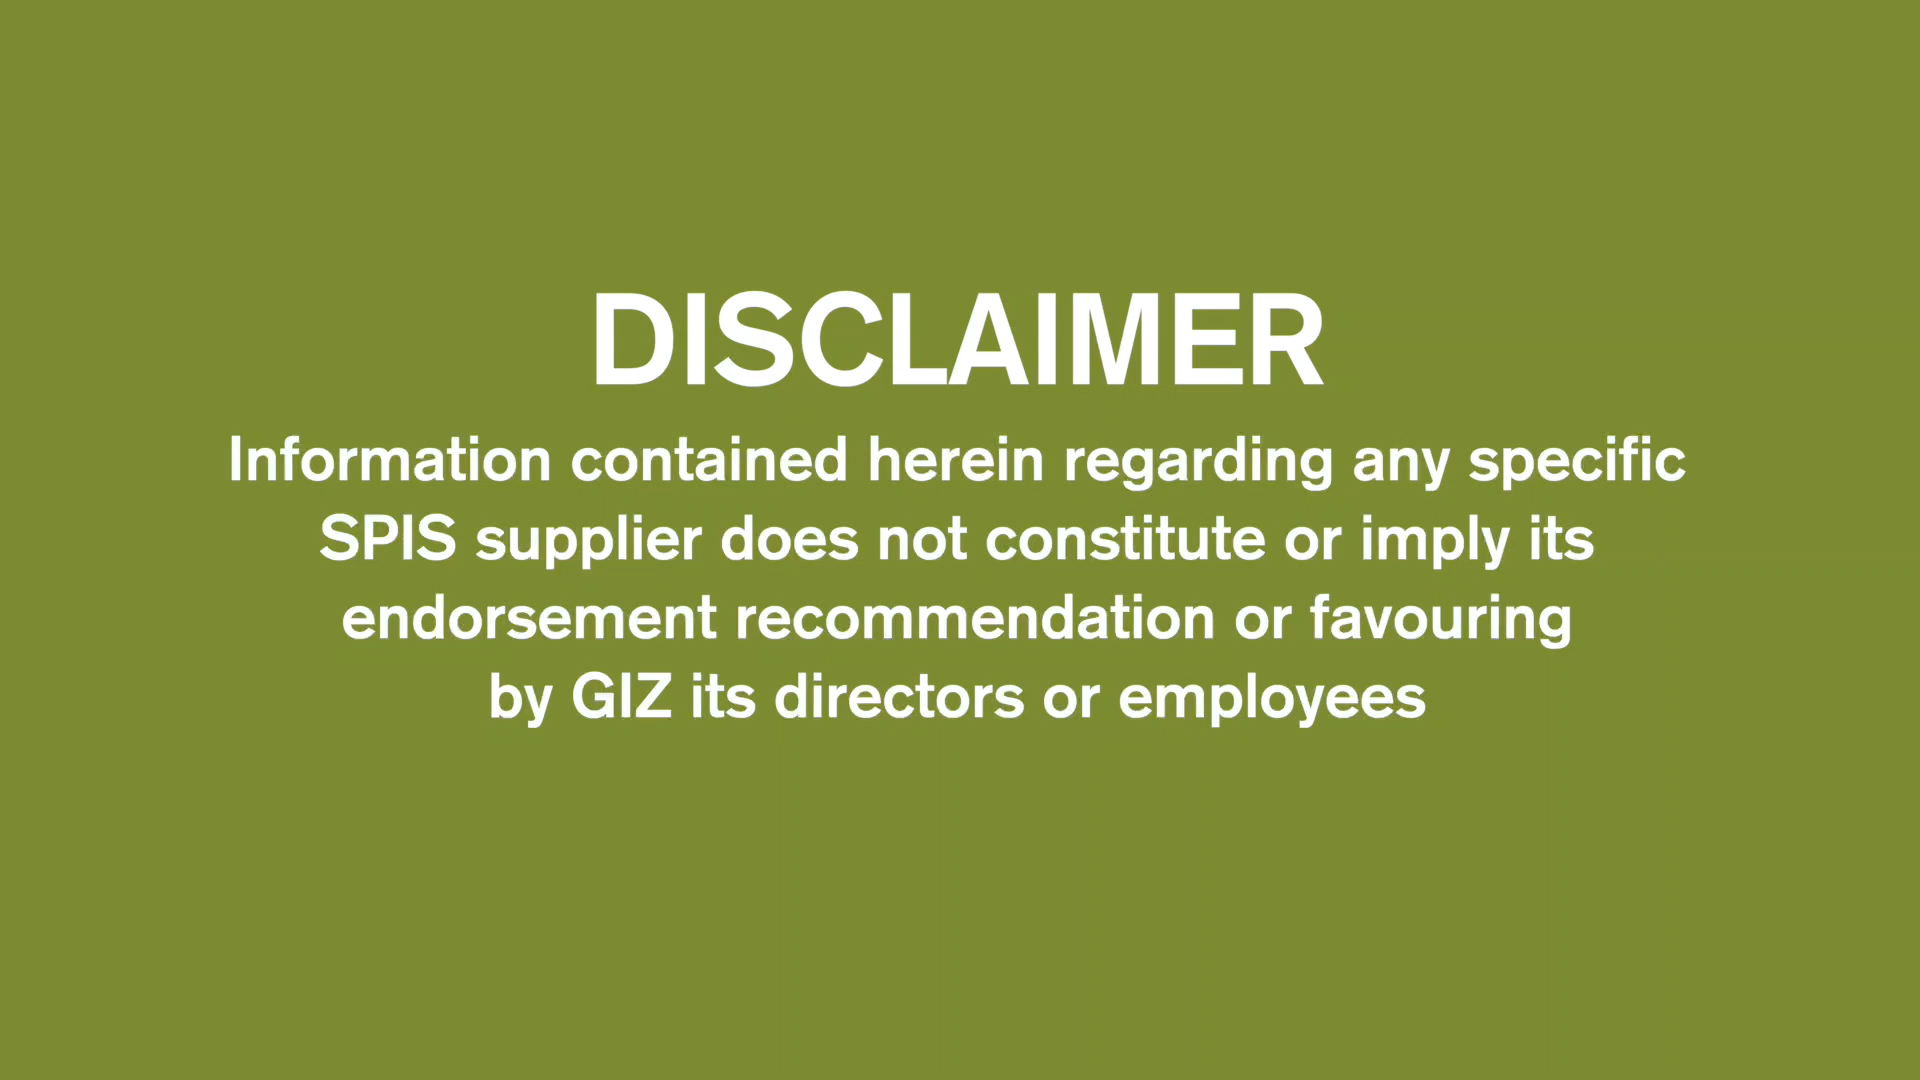 DISCLAIMER
Information contained herein regarding any specific
SPIS supplier does not constitute or imply its
endorsement recommendation or favouring
by GIZ its directors or employees